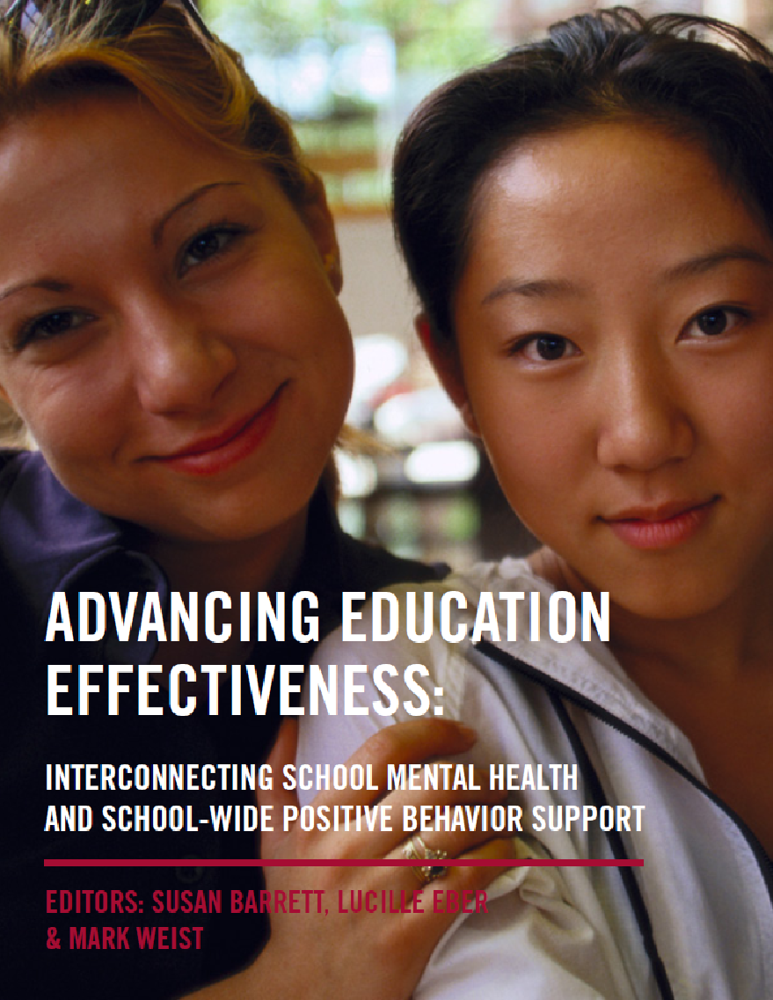 ADVANCING EDUCATION
EFFECTIVENESS:
INTERCONNECTING SCHOOL MENTAL HEALTH
AND SCHOOL-WIDE POSITIVE BEHAVIOR SUPPORT
EDITORS: SUSAN BARRETT, LUCILLE EBER
& MARK WEIST